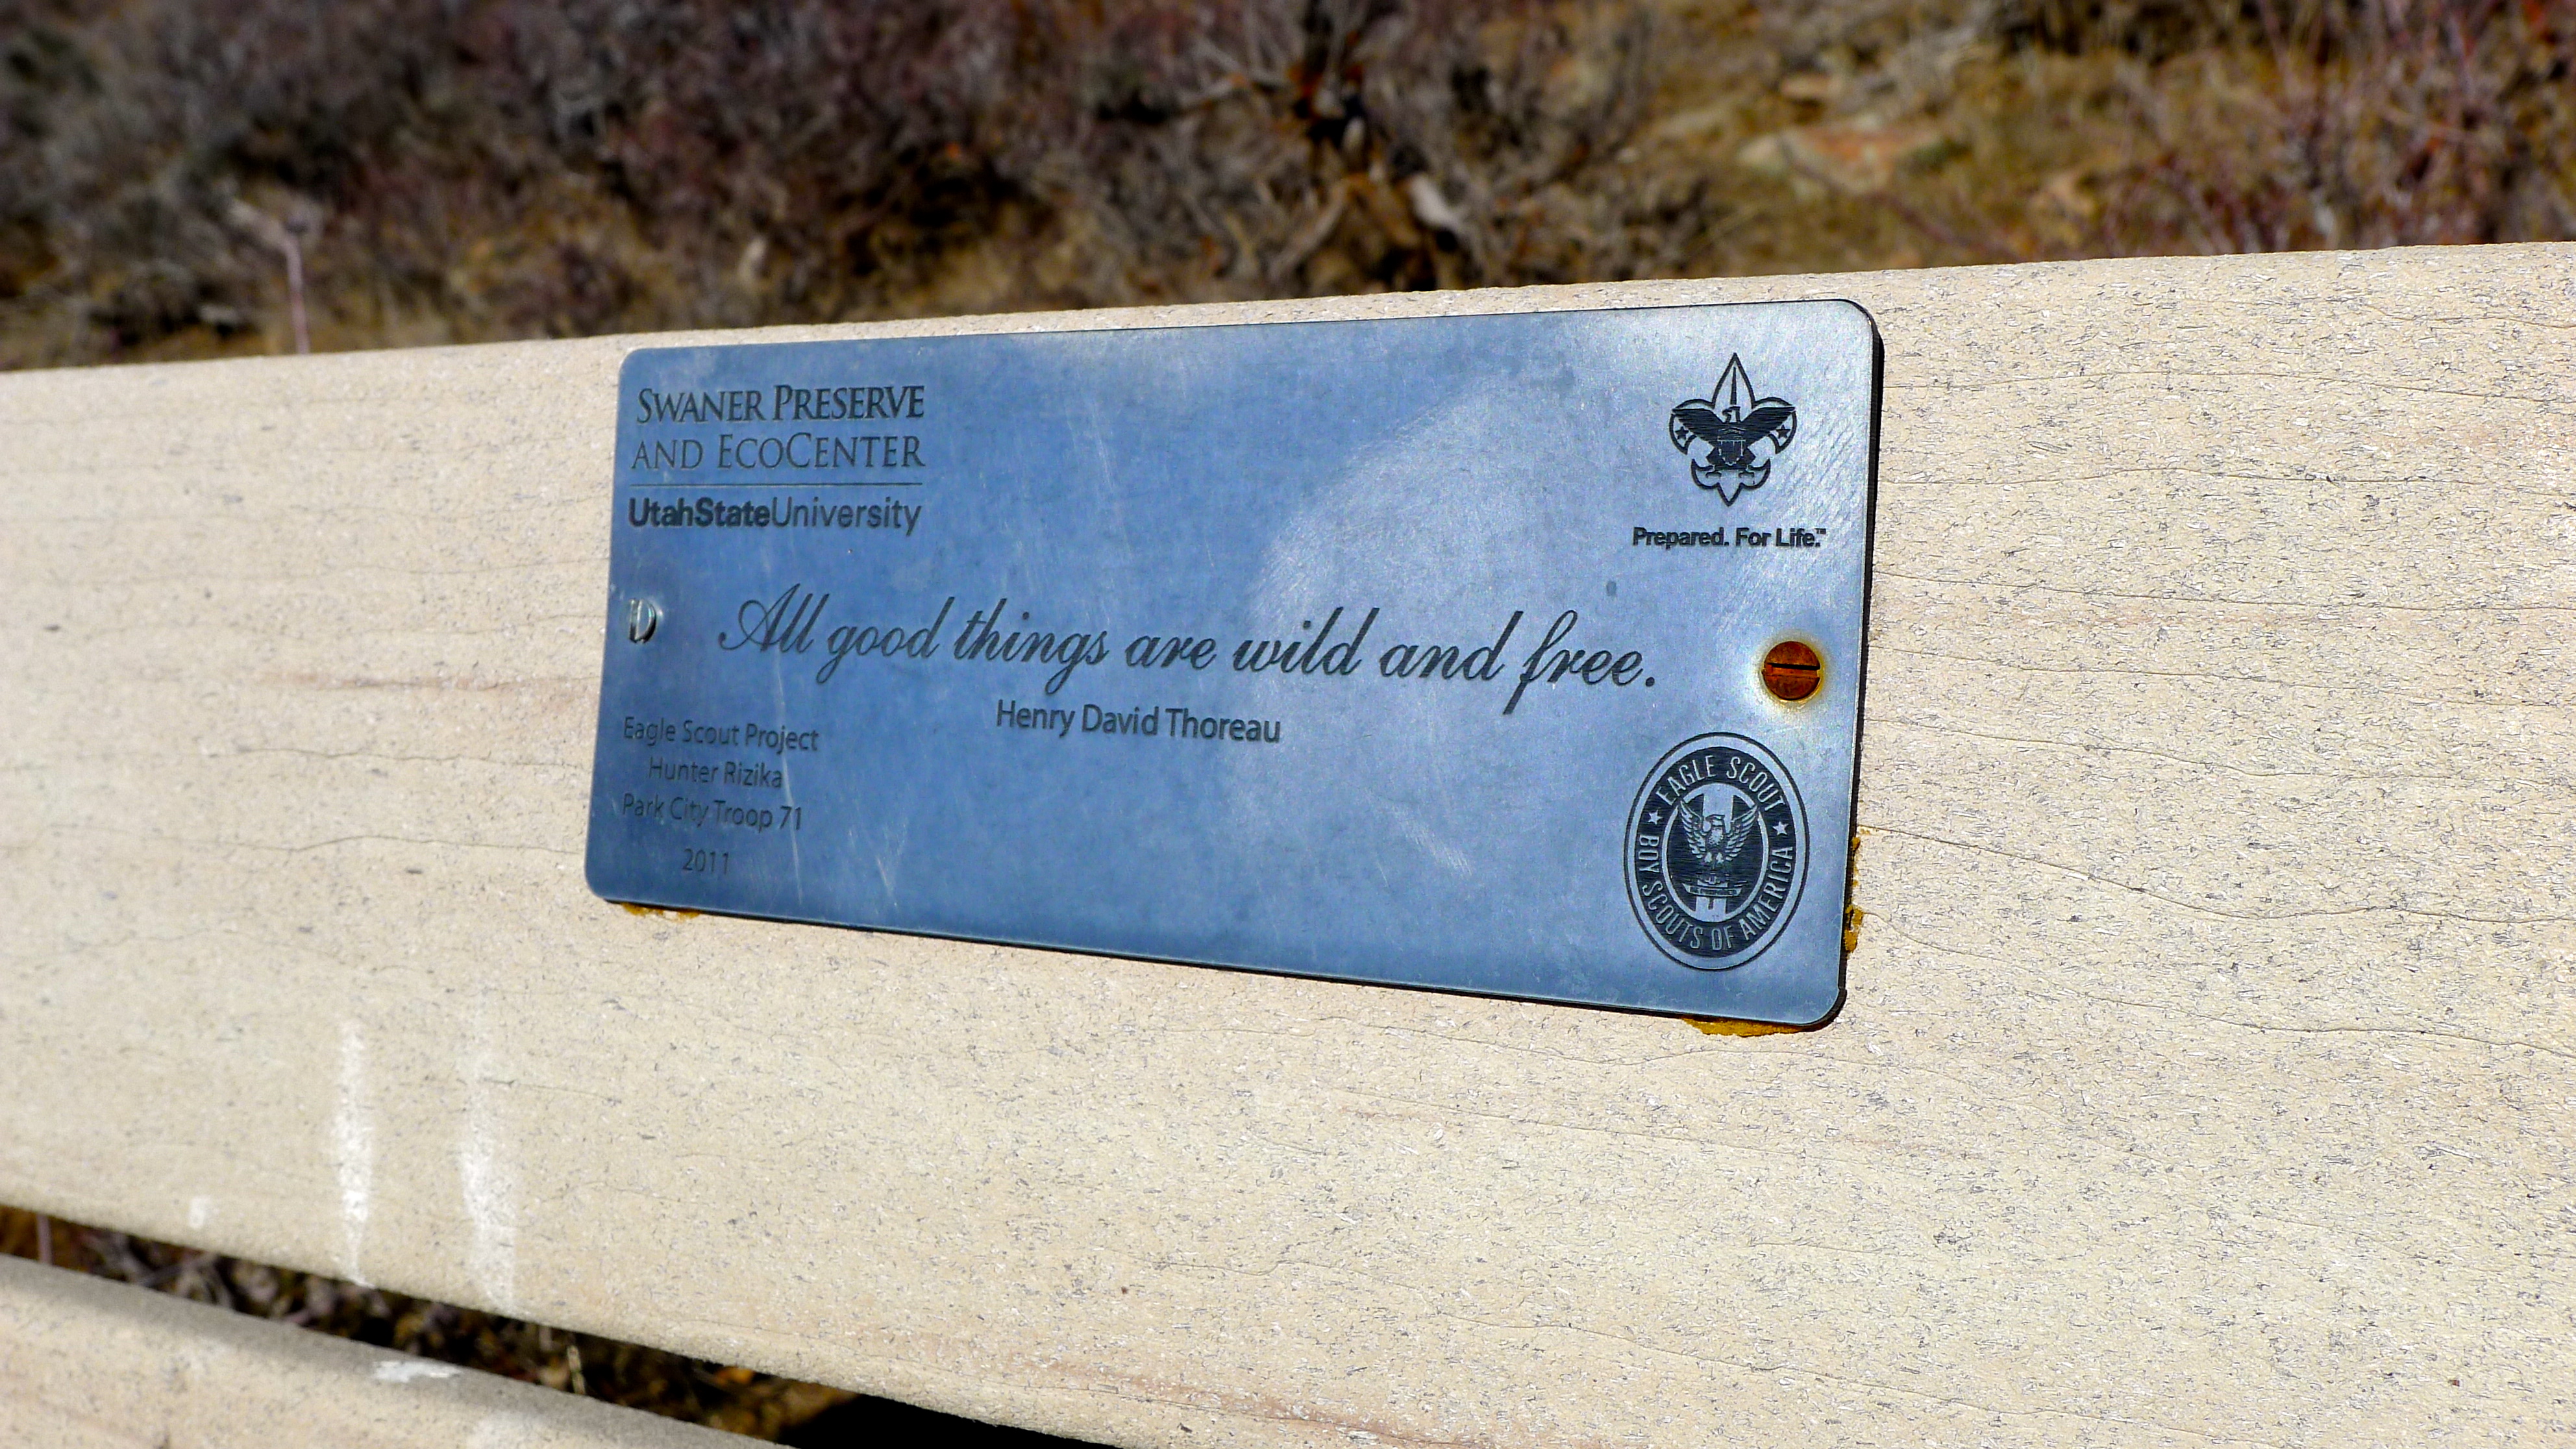 SWANER PRESERVE
AND ECOCENTER
UtahStateUniversity
Prepared. For Life.™
All good things are wild and free.
Henry David Thoreau
Eagle Scout Project
Hunter Rizika
Park City Troop 71
2011
EAGLE SCOUT
BOY SCOUTS OF AMERICA